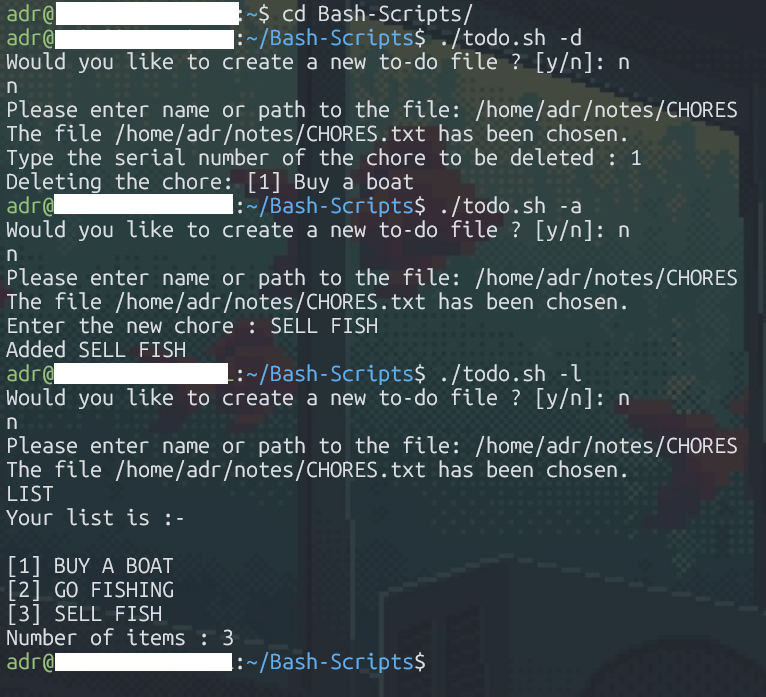 adr@ :~$ cd Bash-Scripts/
adr@ :~/Bash-Scripts$ ./todo.sh -d
Would you like to create a new to-do file ? [y/n]: n
n
Please enter name or path to the file: /home/adr/notes/CHORES
The file /home/adr/notes/CHORES.txt has been chosen.
Type the serial number of the chore to be deleted : 1
Deleting the chore: [1] Buy a boat
adr@ :~/Bash-Scripts$ ./todo.sh -a
Would you like to create a new to-do file ? [y/n]: n
n
Please enter name or path to the file: /home/adr/notes/CHORES
The file /home/adr/notes/CHORES.txt has been chosen.
Enter the new chore : SELL FISH
Added SELL FISH
adr@ :~/Bash-Scripts$ ./todo.sh -l
Would you like to create a new to-do file ? [y/n]: n
n
Please enter name or path to the file: /home/adr/notes/CHORES
The file /home/adr/notes/CHORES.txt has been chosen.
LIST
Your list is :-
[1] BUY A BOAT
[2] GO FISHING
[3] SELL FISH
Number of items : 3
adr@ :~/Bash-Scripts$